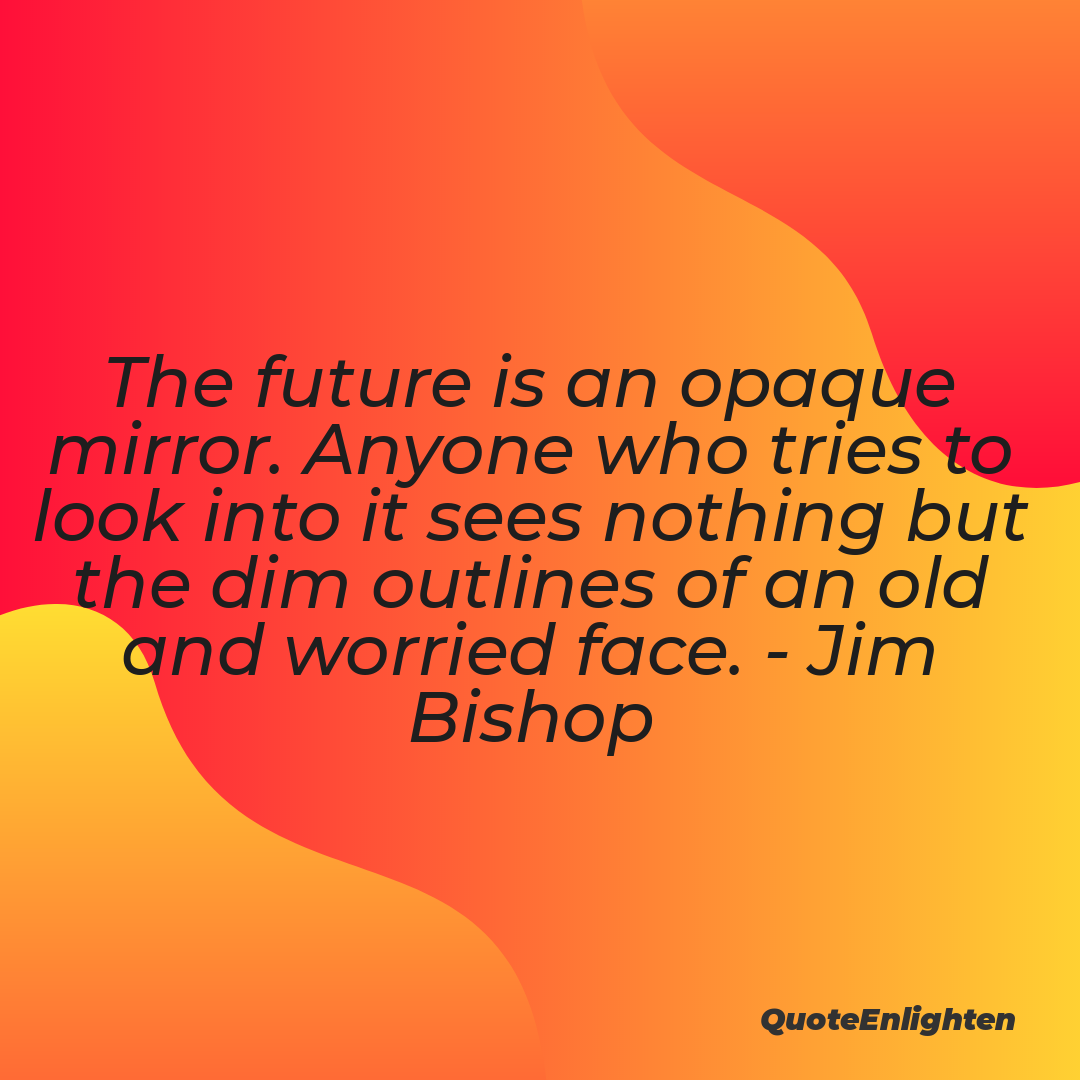 The future is an opaque
mirror. Anyone who tries to
look into it sees nothing but
the dim outlines of an old
and worried face. - Jim
Bishop
QuoteEnlighten